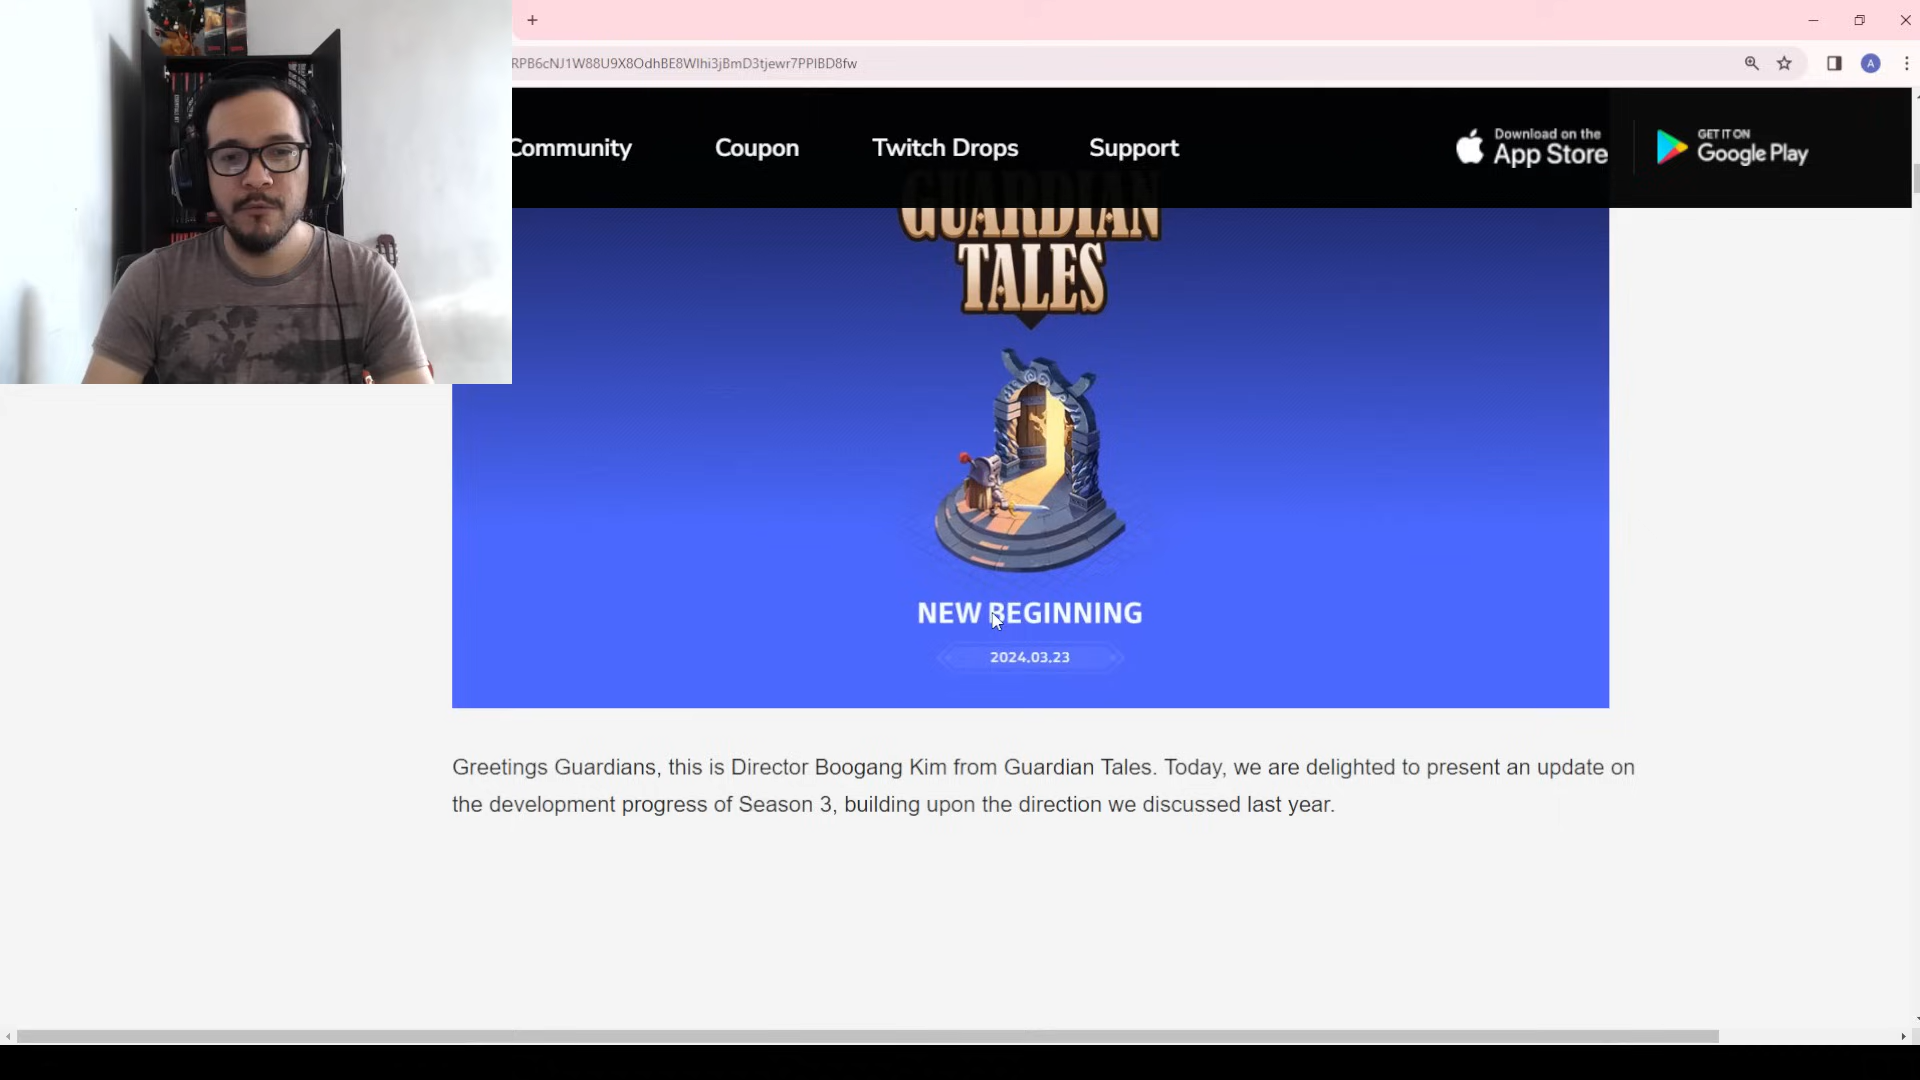 RPB6cNJ1W88U9X8OdhBE8WIhi3jBmD3tjewr7PPIBD8fw
A
Community
Coupon
Twitch Drops
Support
Download on the
App Store
GET IT ON
Google Play
GUARDIAN
TALES
NEW BEGINNING
2024.03.23
Greetings Guardians, this is Director Boogang Kim from Guardian Tales. Today, we are delighted to present an update on
the development progress of Season 3, building upon the direction we discussed last year.